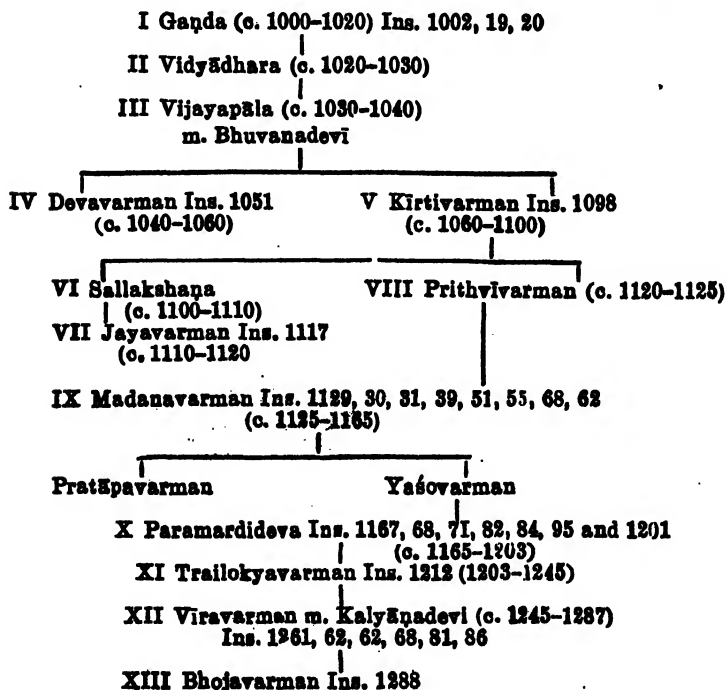 I Gaṇḍa (c. 1000-1020) Ins. 1002, 19, 20
II Vidyādhara (c. 1020-1030)
III Vijayapāla (c. 1030-1040)
m. Bhuvanadevī
IV Devavarman Ins. 1051
(c. 1040-1060)
V Kīrtivarman Ins. 1098
(c. 1060-1100)
VI Sallakshaṇa
(c. 1100-1110)
VII Jayavarman Ins. 1117
(c. 1110-1120
VIII Prithvīvarman (c. 1120-1125)
IX Madanavarman Ins. 1129, 30, 31, 39, 51, 55, 68, 62
(c. 1125-1165)
Pratāpavarman
Yaśovarman
X Paramardideva Ins. 1167, 68, 71, 82, 84, 95 and 1201
(c. 1165-1203)
XI Trailokyavarman Ins. 1212 (1203-1245)
XII Vīravarman m. Kalyāṇadevi (c. 1245-1287)
Ins. 1261, 62, 62, 68, 81, 86
XIII Bhojavarman Ins. 1288